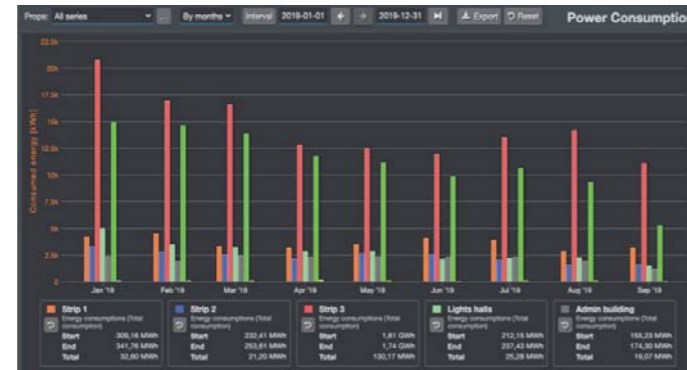 Props: All series ... By months Interval 2019-01-01 2019-12-31 Export Reset Power Consumptio
22.5k
20k
17.5k
15k
12.5k
10k
7.5k
5k
2.5k
0
Consumed energy [kWh]
Jan '19 Feb '19 Mar '19 Apr '19 May '19 Jun '19 Jul '19 Aug '19 Sep '19
Strip 1
Energy consumptions (Total consumption)
Start 309,16 MWh
End 341,76 MWh
Total 32,60 MWh
Strip 2
Energy consumptions (Total consumption)
Start 232,41 MWh
End 253,61 MWh
Total 21,20 MWh
Strip 3
Energy consumptions (Total consumption)
Start 1,61 GWh
End 1,74 GWh
Total 130,17 MWh
Lights halls
Energy consumptions (Total consumption)
Start 212,15 MWh
End 237,43 MWh
Total 25,28 MWh
Admin building
Energy consumptions (Total consumption)
Start 155,23 MWh
End 174,30 MWh
Total 19,07 MWh